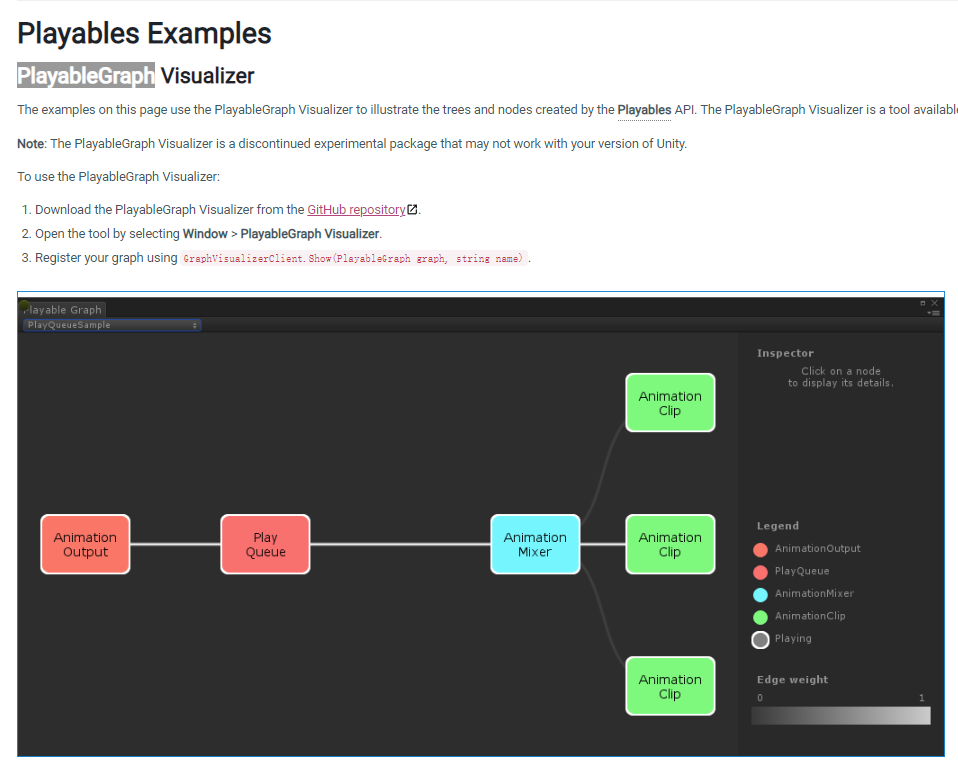 Playables Examples
PlayableGraph Visualizer
The examples on this page use the PlayableGraph Visualizer to illustrate the trees and nodes created by the Playables API. The PlayableGraph Visualizer is a tool available
Note: The PlayableGraph Visualizer is a discontinued experimental package that may not work with your version of Unity.
To use the PlayableGraph Visualizer:
1. Download the PlayableGraph Visualizer from the GitHub repository.
2. Open the tool by selecting Window > PlayableGraph Visualizer.
3. Register your graph using GraphVisualizerClient.Show(PlayableGraph graph, string name).
Playable Graph
PlayQueueSample
Inspector
Click on a node
to display its details.
Animation
Clip
Animation
Output
Play
Queue
Animation
Mixer
Animation
Clip
Animation
Clip
Legend
AnimationOutput
PlayQueue
AnimationMixer
AnimationClip
Playing
Edge weight
0 1